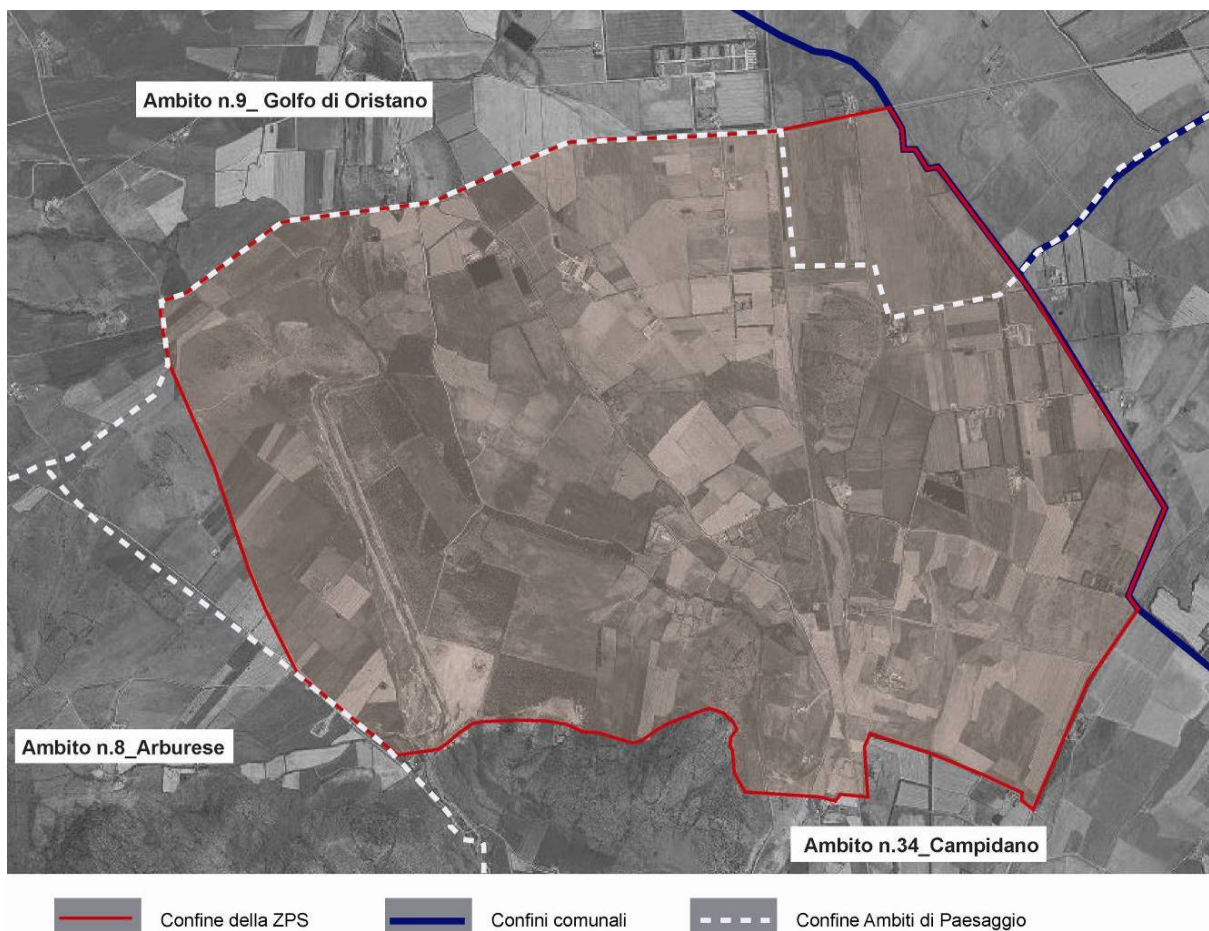 Ambito n.9_ Golfo di Oristano
Ambito n.8_Arburese
Ambito n.34_Campidano
Confine della ZPS
Confini comunali
Confine Ambiti di Paesaggio